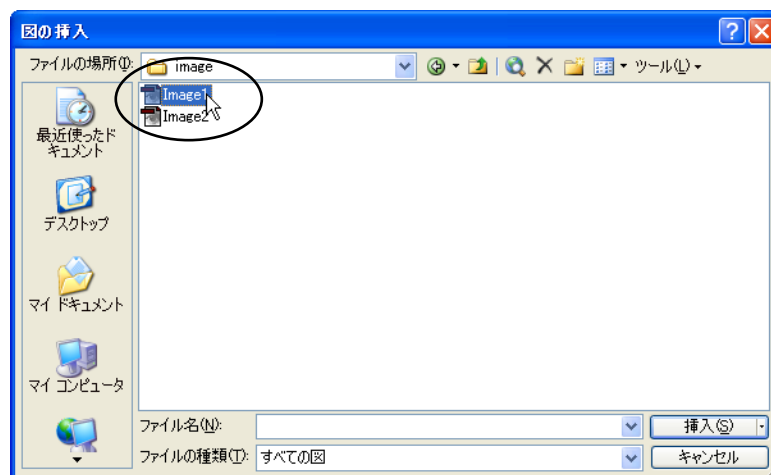 図の挿入
ファイルの場所(I):
image
ツール(L)
Image1
Image2
最近使ったド
キュメント
デスクトップ
マイ ドキュメント
マイ コンピュータ
ファイル名(N):
挿入(S)
ファイルの種類(T):
すべての図
キャンセル